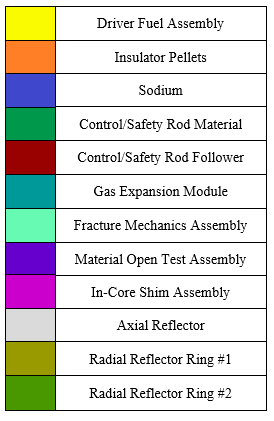 Driver Fuel Assembly
Insulator Pellets
Sodium
Control/Safety Rod Material
Control/Safety Rod Follower
Gas Expansion Module
Fracture Mechanics Assembly
Material Open Test Assembly
In-Core Shim Assembly
Axial Reflector
Radial Reflector Ring #1
Radial Reflector Ring #2